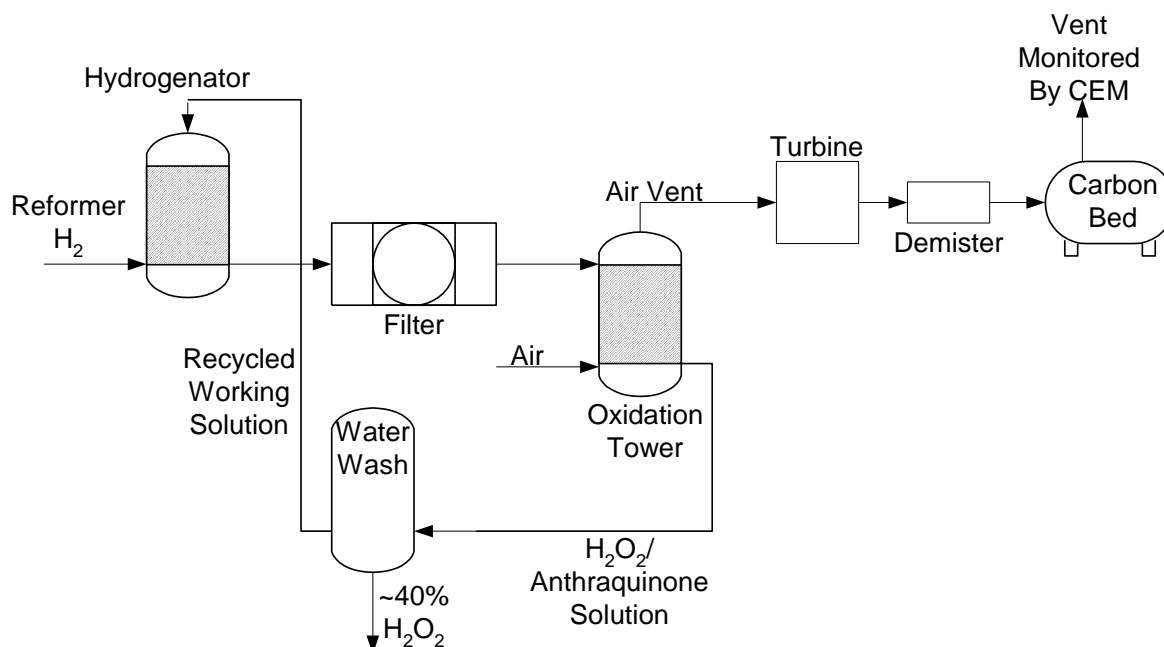 Vent
Monitored
By CEM
Hydrogenator
Turbine
Air Vent
Carbon
Bed
Reformer
H₂
Demister
Filter
Air
Recycled
Working
Solution
Oxidation
Tower
Water
Wash
H₂O₂/
Anthraquinone
Solution
~40%
H₂O₂